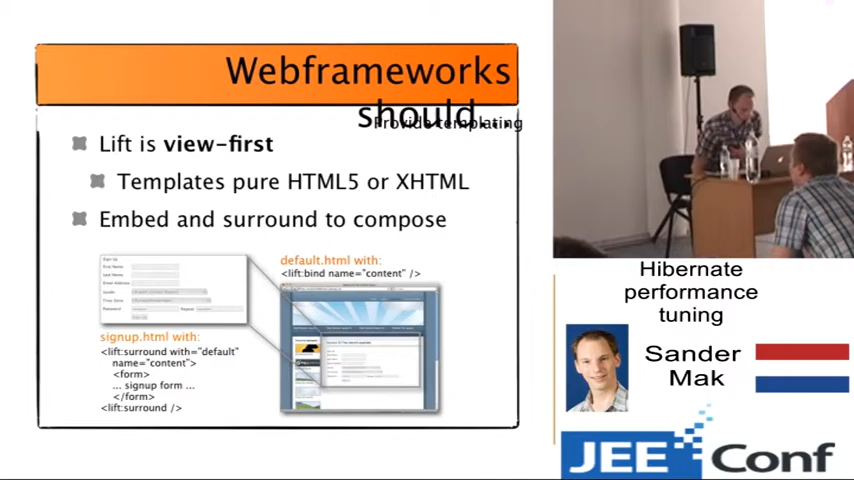 Webframeworks
should...
Provide templating
Lift is view-first
Templates pure HTML5 or XHTML
Embed and surround to compose
Sign Up
default.html with:
<lift:bind name="content" />
signup.html with:
<lift:surround with="default"
name="content">
<form>
... signup form ...
</form>
<lift:surround />
Hibernate
performance
tuning
Sander
Mak
JEE Conf